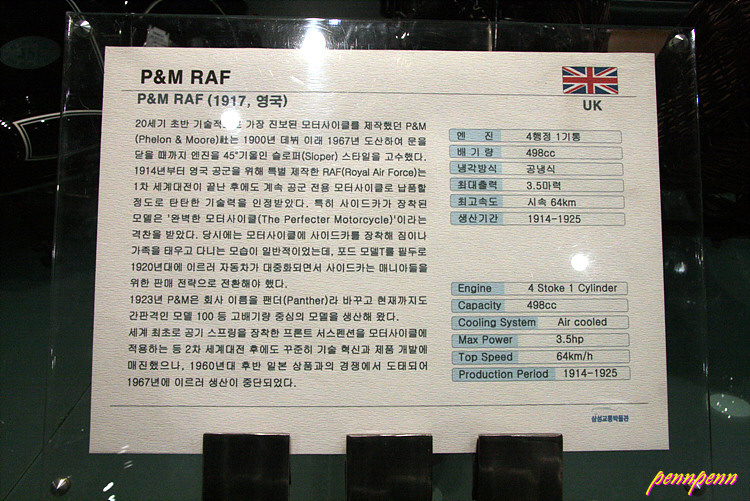 P&M RAF
P&M RAF (1917, 영국)
UK
20세기 초반 기술적으로 가장 진보된 모터사이클를 제작했던 P&M
(Phelon & Moore)社는 1900년 데뷔 이래 1967년 도산하여 문을
닫을 때까지 엔진을 45°기울인 슬로퍼(Sloper) 스타일을 고수했다.
1914년부터 영국 공군을 위해 특별 제작한 RAF(Royal Air Force)는
1차 세계대전이 끝난 후에도 계속 공군 전용 모터사이클로 납품할
정도로 탄탄한 기술력을 인정받았다. 특히 사이드카가 장착된
모델은 '완벽한 모터사이클(The Perfecter Motorcycle)'이라는
격찬을 받았다. 당시에는 모터사이클에 사이드카를 장착해 짐이나
가족을 태우고 다니는 모습이 일반적이었는데, 포드 모델T를 필두로
1920년대에 이르러 자동차가 대중화되면서 사이드카는 매니아들을
위한 판매 전략으로 전환해야 했다.
1923년 P&M은 회사 이름을 팬더(Panther)라 바꾸고 현재까지도
간판격인 모델 100 등 고배기량 중심의 모델을 생산해 왔다.
세계 최초로 공기 스프링을 장착한 프론트 서스펜션을 모터사이클에
적용하는 등 2차 세계대전 후에도 꾸준히 기술 혁신과 제품 개발에
매진했으나, 1960년대 후반 일본 상품과의 경쟁에서 도태되어
1967년에 이르러 생산이 중단되었다.
엔 진 4행정 1기통
배 기 량 498cc
냉각방식 공냉식
최대출력 3.5마력
최고속도 시속 64km
생산기간 1914-1925
Engine 4 Stoke 1 Cylinder
Capacity 498cc
Cooling System Air cooled
Max Power 3.5hp
Top Speed 64km/h
Production Period 1914-1925
삼성교통박물관
pennpenn